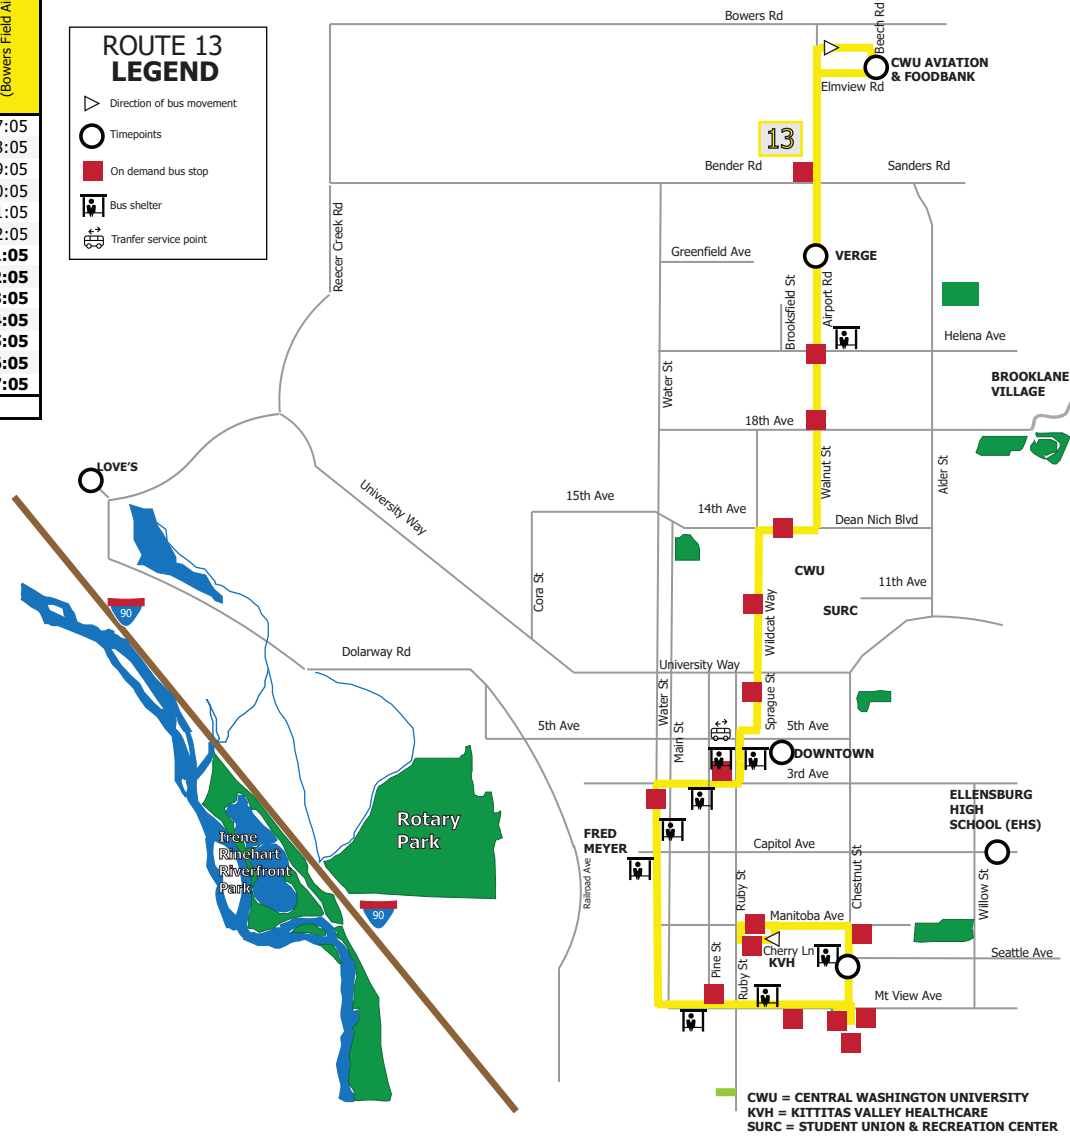 (Bowers Field Ai
7:05
:05
9:05
0:05
1:05
2:05
:05
:05
:05
:05
:05
:05
7:05
ROUTE 13
LEGEND
Direction of bus movement
Timepoints
On demand bus stop
Bus shelter
Tranfer service point
Bowers Rd
Beech Rd
CWU AVIATION
& FOODBANK
Elmview Rd
13
Bender Rd
Sanders Rd
Reecer Creek Rd
Greenfield Ave
VERGE
Brooksfield St
Airport Rd
Helena Ave
Water St
BROOKLANE
VILLAGE
18th Ave
Walnut St
Alder St
LOVE'S
University Way
15th Ave
14th Ave
Dean Nich Blvd
CWU
Cora St
11th Ave
90
SURC
Wildcat Way
Dolarway Rd
University Way
Water St
Sprague St
Main St
5th Ave
5th Ave
DOWNTOWN
3rd Ave
ELLENSBURG
HIGH
SCHOOL (EHS)
Rotary
Park
FRED
MEYER
Irene
Rinehart
Riverfront
Park
Capitol Ave
Railroad Ave
Ruby St
Chestnut St
Willow St
90
Manitoba Ave
Cherry Ln
KVH
Pine St
Ruby St
Seattle Ave
Mt View Ave
CWU = CENTRAL WASHINGTON UNIVERSITY
KVH = KITTITAS VALLEY HEALTHCARE
SURC = STUDENT UNION & RECREATION CENTER